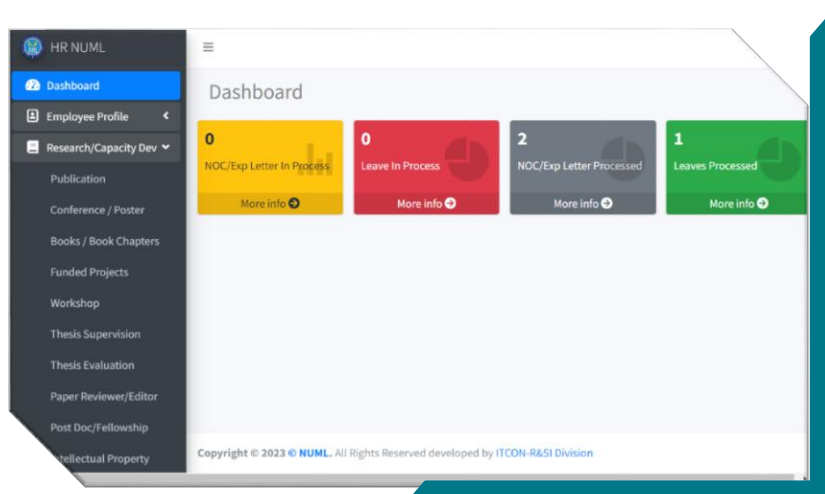 HR NUML
Dashboard
Employee Profile
Research/Capacity Dev
Publication
Conference / Poster
Books / Book Chapters
Funded Projects
Workshop
Thesis Supervision
Thesis Evaluation
Paper Reviewer/Editor
Post Doc/Fellowship
ntellectual Property
Dashboard
0
NOC/Exp Letter In Process
More info
0
Leave In Process
More info
2
NOC/Exp Letter Processed
More info
1
Leaves Processed
More info
Copyright © 2023 © NUML. All Rights Reserved developed by ITCON-R&SI Division